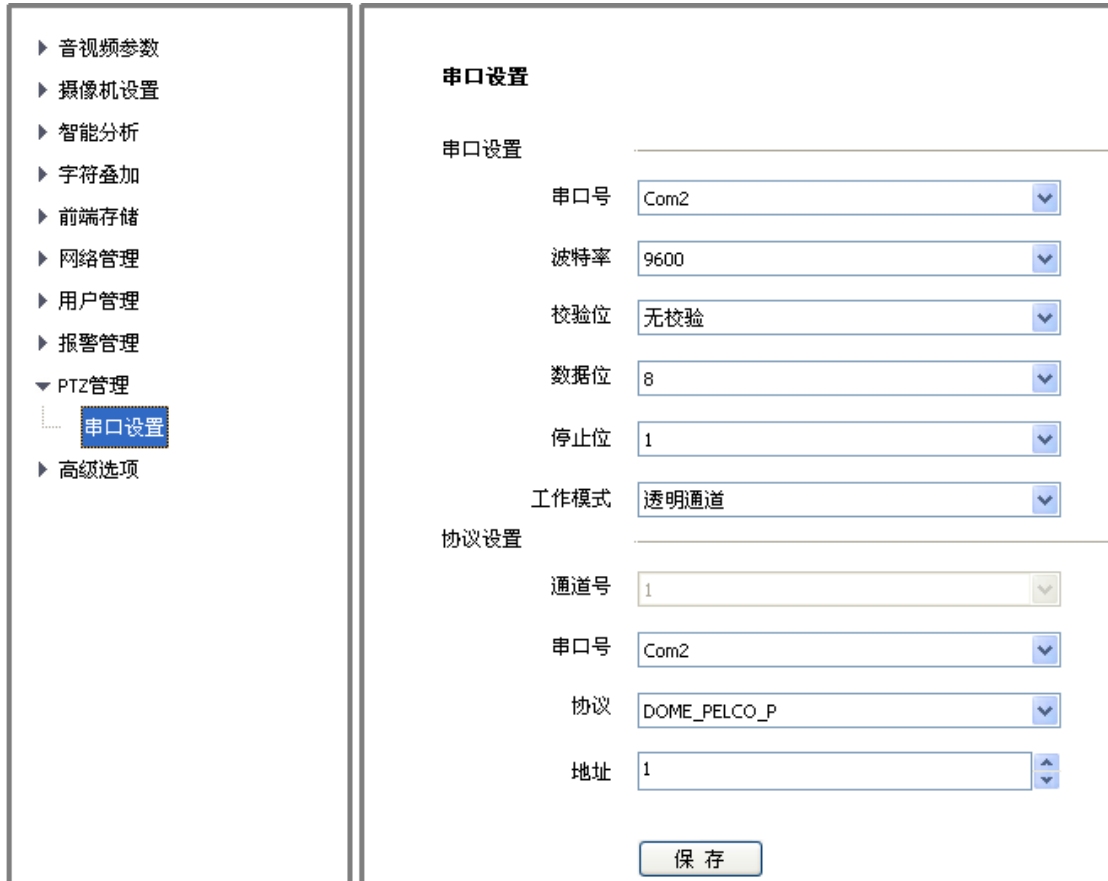 音视频参数
摄像机设置
智能分析
字符叠加
前端存储
网络管理
用户管理
报警管理
PTZ管理
串口设置
高级选项
串口设置
串口设置
串口号 Com2
波特率 9600
校验位 无校验
数据位 8
停止位 1
工作模式 透明通道
协议设置
通道号 1
串口号 Com2
协议 DOME_PELCO_P
地址 1
保 存